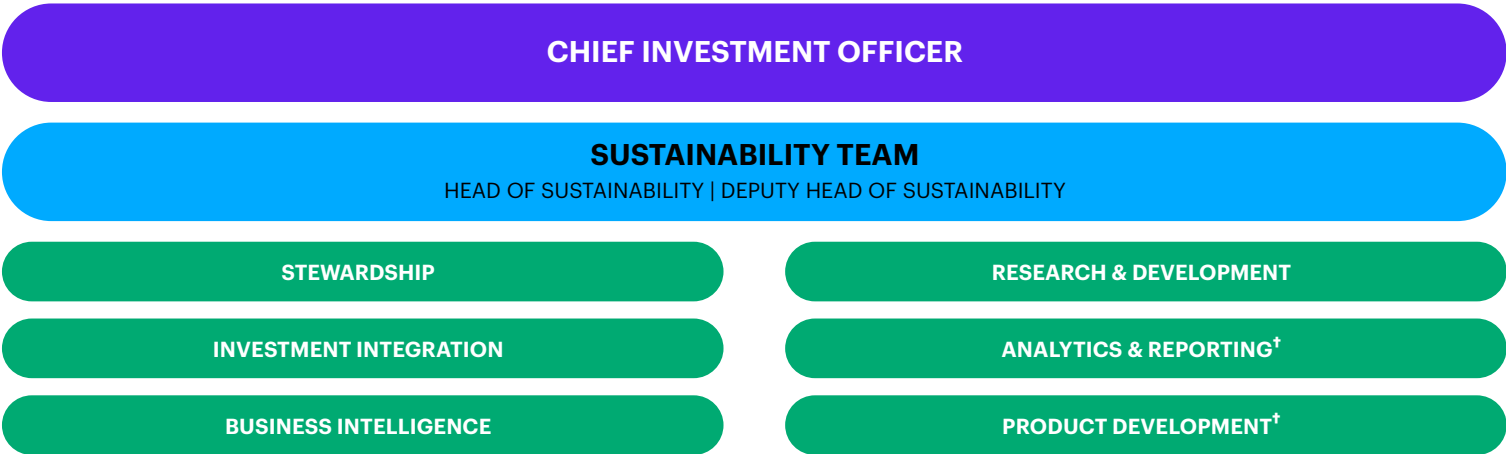 CHIEF INVESTMENT OFFICER
SUSTAINABILITY TEAM
HEAD OF SUSTAINABILITY | DEPUTY HEAD OF SUSTAINABILITY
STEWARDSHIP
RESEARCH & DEVELOPMENT
INVESTMENT INTEGRATION
ANALYTICS & REPORTING†
BUSINESS INTELLIGENCE
PRODUCT DEVELOPMENT†